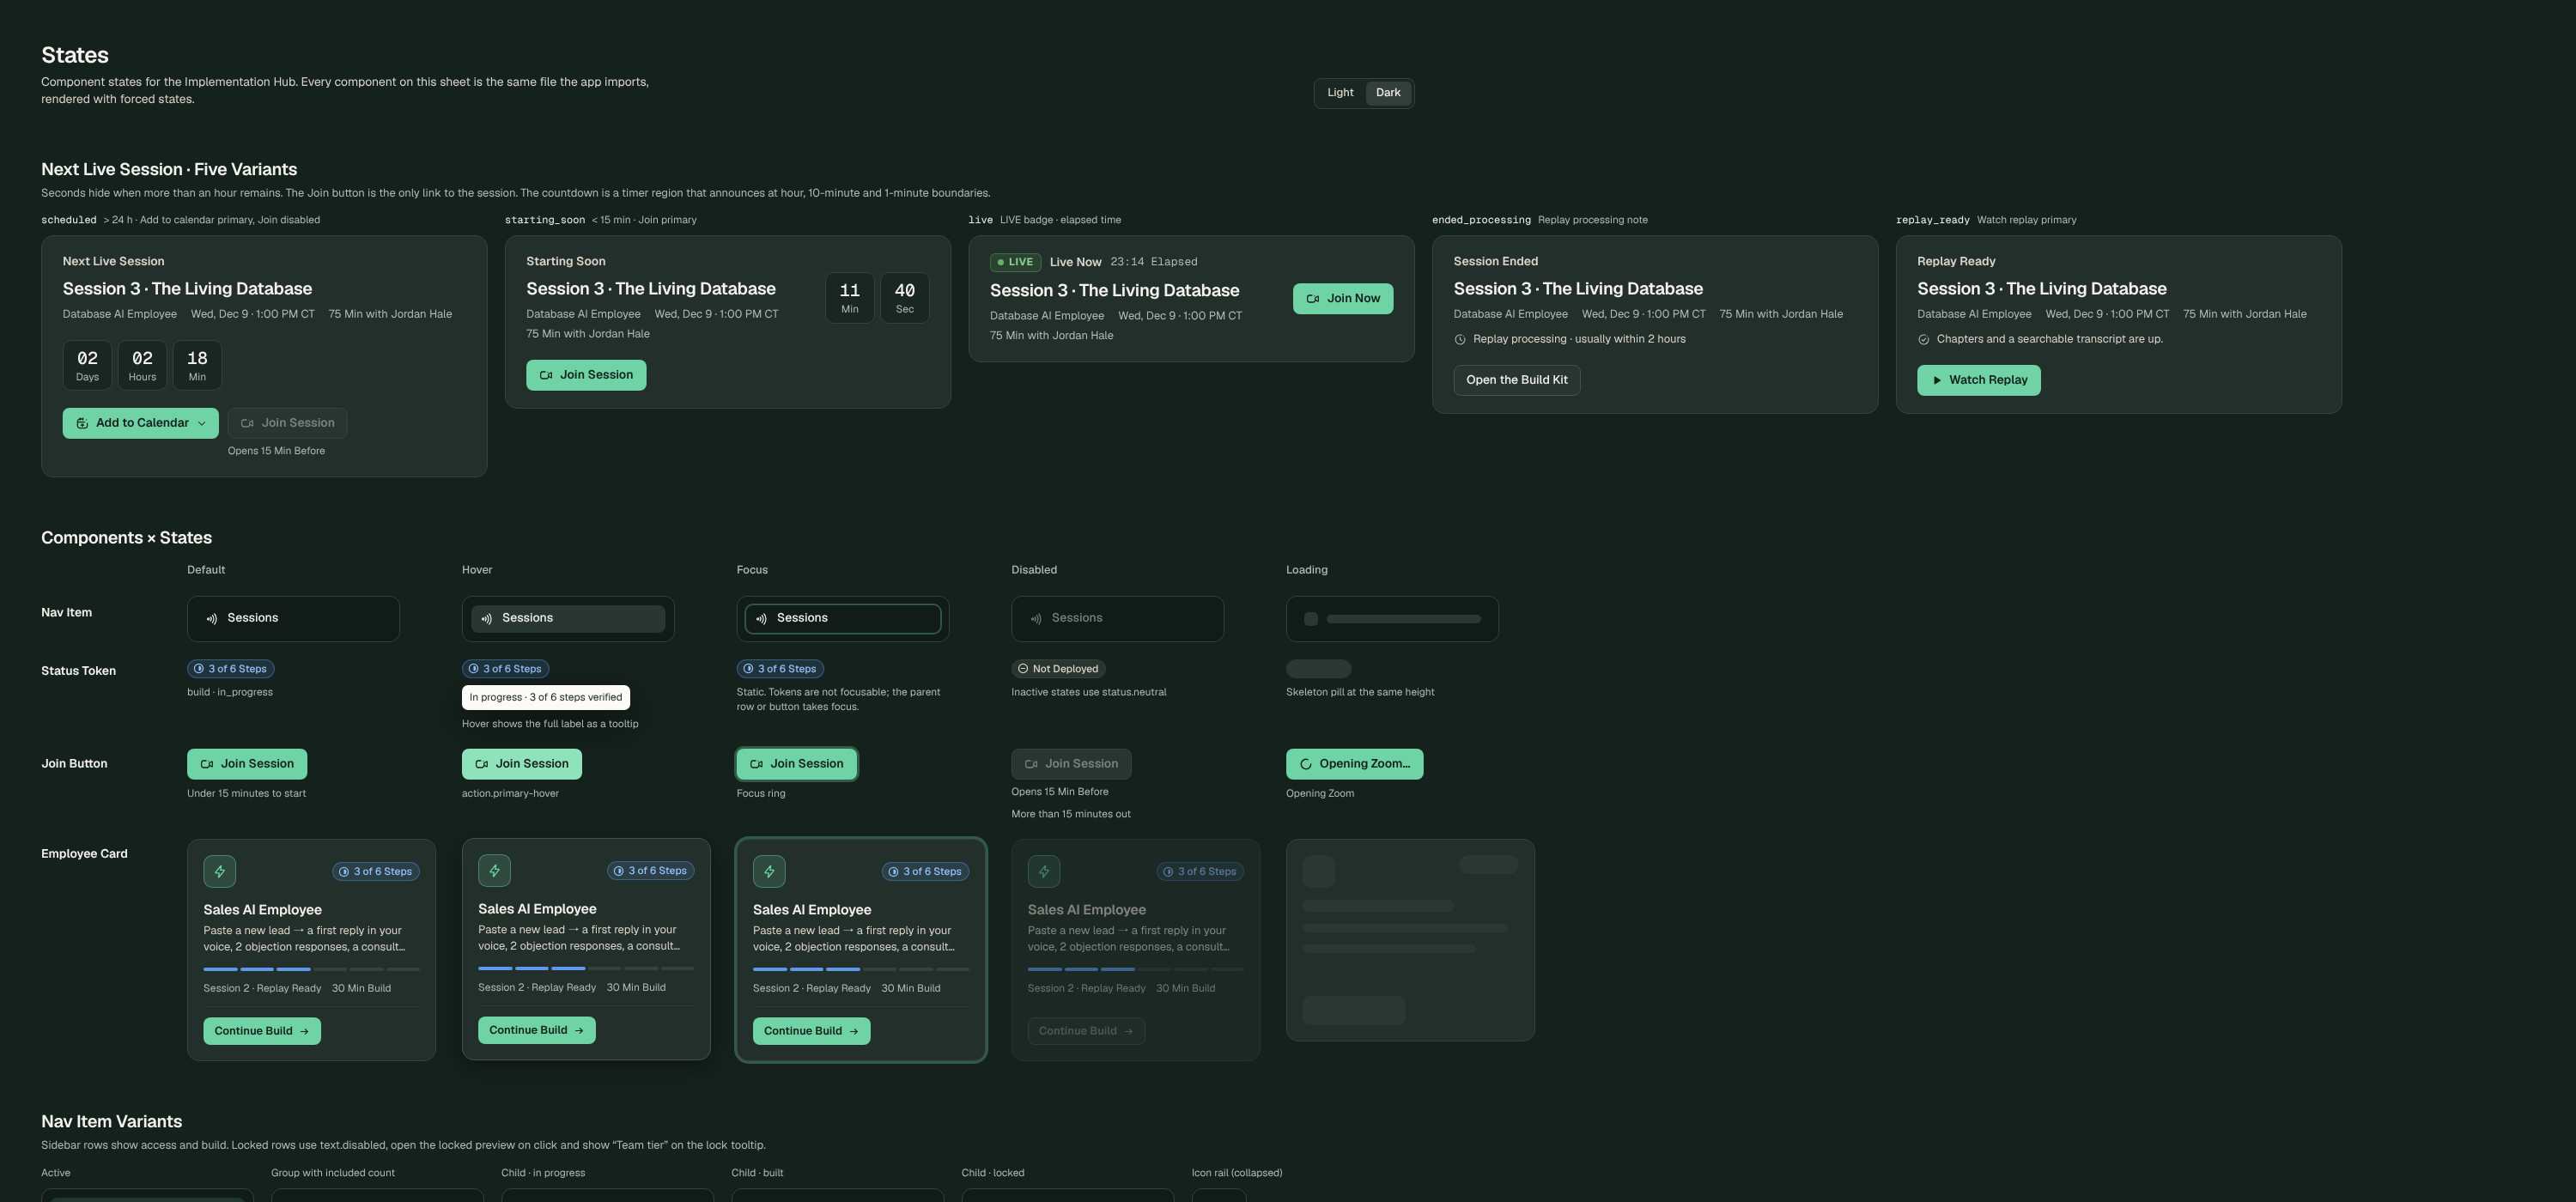 States
Component states for the Implementation Hub. Every component on this sheet is the same file the app imports,
rendered with forced states.
Light Dark
Next Live Session · Five Variants
Seconds hide when more than an hour remains. The Join button is the only link to the session. The countdown is a timer region that announces at hour, 10-minute and 1-minute boundaries.
scheduled > 24 h · Add to calendar primary, Join disabled
Next Live Session
Session 3 · The Living Database
Database AI Employee Wed, Dec 9 · 1:00 PM CT 75 Min with Jordan Hale
02 02 18
Days Hours Min
Add to Calendar Join Session
Opens 15 Min Before
starting_soon < 15 min · Join primary
Starting Soon
Session 3 · The Living Database
Database AI Employee Wed, Dec 9 · 1:00 PM CT
75 Min with Jordan Hale
11 40
Min Sec
Join Session
live LIVE badge · elapsed time
LIVE Live Now 23:14 Elapsed
Session 3 · The Living Database
Database AI Employee Wed, Dec 9 · 1:00 PM CT
75 Min with Jordan Hale
Join Now
ended_processing Replay processing note
Session Ended
Session 3 · The Living Database
Database AI Employee Wed, Dec 9 · 1:00 PM CT 75 Min with Jordan Hale
Replay processing · usually within 2 hours
Open the Build Kit
replay_ready Watch replay primary
Replay Ready
Session 3 · The Living Database
Database AI Employee Wed, Dec 9 · 1:00 PM CT 75 Min with Jordan Hale
Chapters and a searchable transcript are up.
Watch Replay
Components × States
Default Hover Focus Disabled Loading
Nav Item
Sessions Sessions Sessions Sessions
Status Token
3 of 6 Steps
build · in_progress
3 of 6 Steps
In progress · 3 of 6 steps verified
Hover shows the full label as a tooltip
3 of 6 Steps
Static. Tokens are not focusable; the parent
row or button takes focus.
Not Deployed
Inactive states use status.neutral
Skeleton pill at the same height
Join Button
Join Session
Under 15 minutes to start
Join Session
action.primary-hover
Join Session
Focus ring
Join Session
Opens 15 Min Before
More than 15 minutes out
Opening Zoom...
Opening Zoom
Employee Card
3 of 6 Steps
Sales AI Employee
Paste a new lead → a first reply in your
voice, 2 objection responses, a consult...
Session 2 · Replay Ready 30 Min Build
Continue Build →
3 of 6 Steps
Sales AI Employee
Paste a new lead → a first reply in your
voice, 2 objection responses, a consult...
Session 2 · Replay Ready 30 Min Build
Continue Build →
3 of 6 Steps
Sales AI Employee
Paste a new lead → a first reply in your
voice, 2 objection responses, a consult...
Session 2 · Replay Ready 30 Min Build
Continue Build →
3 of 6 Steps
Sales AI Employee
Paste a new lead → a first reply in your
voice, 2 objection responses, a consult...
Session 2 · Replay Ready 30 Min Build
Continue Build →
Nav Item Variants
Sidebar rows show access and build. Locked rows use text.disabled, open the locked preview on click and show “Team tier” on the lock tooltip.
Active Group with included count Child · in progress Child · built Child · locked Icon rail (collapsed)